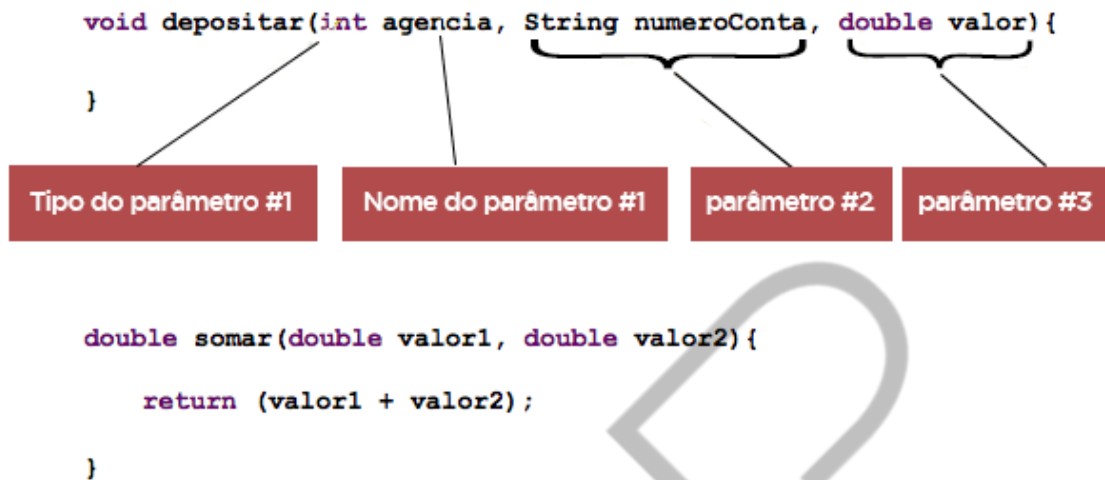 void depositar(int agencia, String numeroConta, double valor){
}
Tipo do parâmetro #1 Nome do parâmetro #1 parâmetro #2 parâmetro #3
double somar(double valor1, double valor2){
return (valor1 + valor2);
}